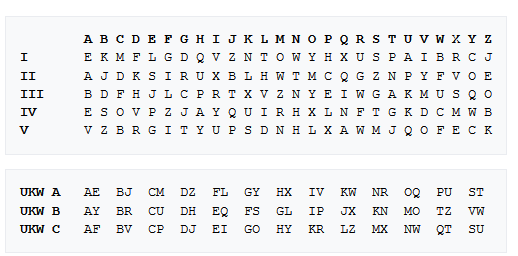 A B C D E F G H I J K L M N O P Q R S T U V W X Y Z
I E K M F L G D Q V Z N T O W Y H X U S P A I B R C J
II A J D K S I R U X B L H W T M C Q G Z N P Y F V O E
III B D F H J L C P R T X V Z N Y E I W G A K M U S Q O
IV E S O V P Z J A Y Q U I R H X L N F T G K D C M W B
V V Z B R G I T Y U P S D N H L X A W M J Q O F E C K
UKW A AE BJ CM DZ FL GY HX IV KW NR OQ PU ST
UKW B AY BR CU DH EQ FS GL IP JX KN MO TZ VW
UKW C AF BV CP DJ EI GO HY KR LZ MX NW QT SU